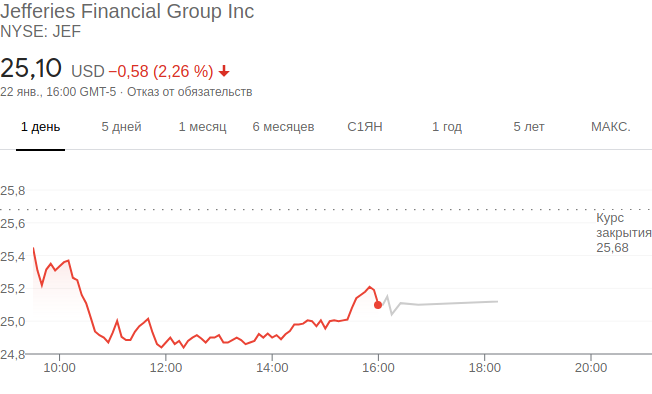 Jefferies Financial Group Inc
NYSE: JEF
25,10 USD −0,58 (2,26 %)
22 янв., 16:00 GMT-5 · Отказ от обязательств
1 день 5 дней 1 месяц 6 месяцев С1ЯН 1 год 5 лет МАКС.
25,8
25,6
25,4
25,2
25,0
24,8
Курс
закрытия
25,68
10:00 12:00 14:00 16:00 18:00 20:00